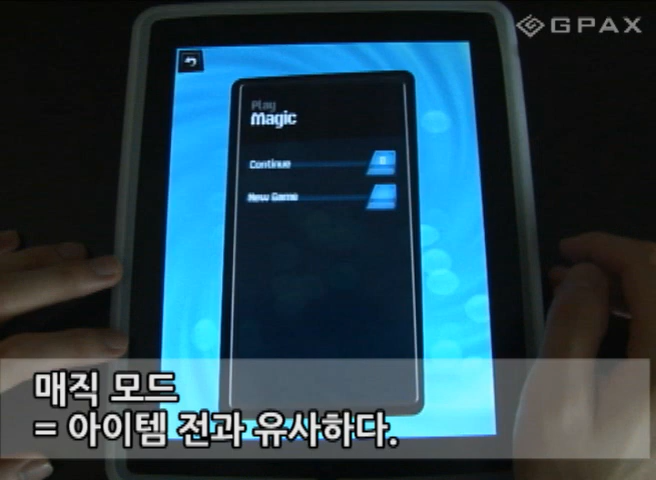 GPAX
Play
Magic
Continue
New Game
매직 모드
= 아이템 전과 유사하다.